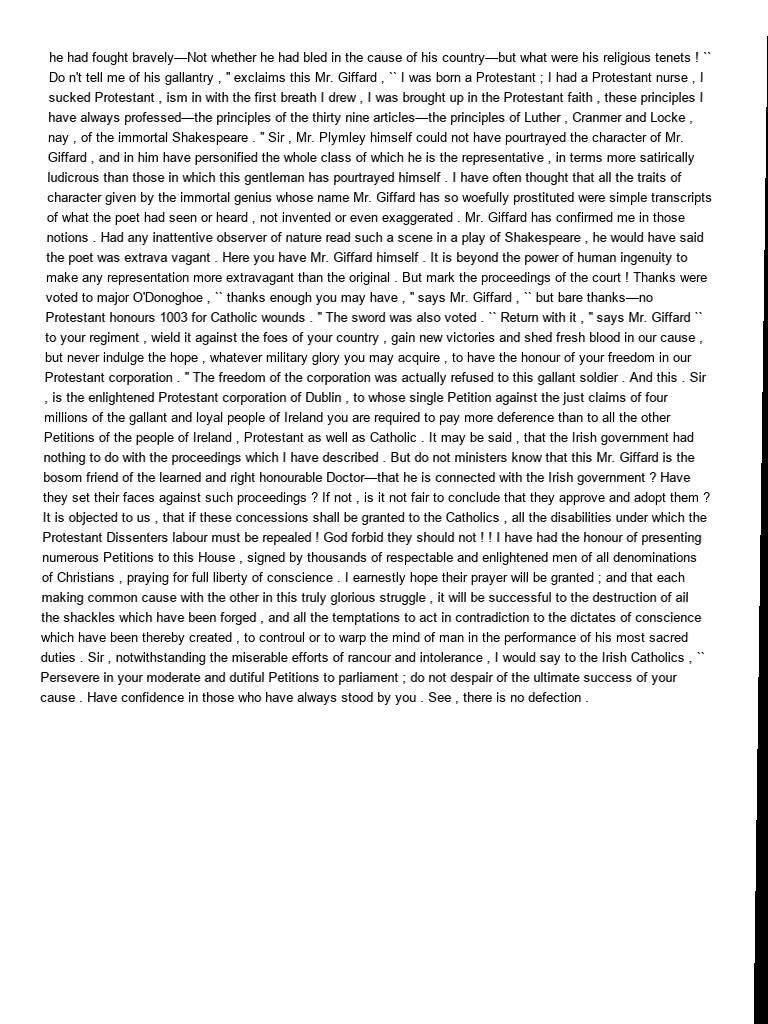 he had fought bravely—Not whether he had bled in the cause of his country—but what were his religious tenets ! ``
Do n't tell me of his gallantry , " exclaims this Mr. Giffard , `` I was born a Protestant ; I had a Protestant nurse , I
sucked Protestant , ism in with the first breath I drew , I was brought up in the Protestant faith , these principles I
have always professed—the principles of the thirty nine articles—the principles of Luther , Cranmer and Locke ,
nay , of the immortal Shakespeare . " Sir , Mr. Plymley himself could not have pourtrayed the character of Mr.
Giffard , and in him have personified the whole class of which he is the representative , in terms more satirically
ludicrous than those in which this gentleman has pourtrayed himself . I have often thought that all the traits of
character given by the immortal genius whose name Mr. Giffard has so woefully prostituted were simple transcripts
of what the poet had seen or heard , not invented or even exaggerated . Mr. Giffard has confirmed me in those
notions . Had any inattentive observer of nature read such a scene in a play of Shakespeare , he would have said
the poet was extrava vagant . Here you have Mr. Giffard himself . It is beyond the power of human ingenuity to
make any representation more extravagant than the original . But mark the proceedings of the court ! Thanks were
voted to major O'Donoghoe , `` thanks enough you may have , " says Mr. Giffard , `` but bare thanks—no
Protestant honours 1003 for Catholic wounds . " The sword was also voted . `` Return with it , " says Mr. Giffard ``
to your regiment , wield it against the foes of your country , gain new victories and shed fresh blood in our cause ,
but never indulge the hope , whatever military glory you may acquire , to have the honour of your freedom in our
Protestant corporation . " The freedom of the corporation was actually refused to this gallant soldier . And this . Sir
, is the enlightened Protestant corporation of Dublin , to whose single Petition against the just claims of four
millions of the gallant and loyal people of Ireland you are required to pay more deference than to all the other
Petitions of the people of Ireland , Protestant as well as Catholic . It may be said , that the Irish government had
nothing to do with the proceedings which I have described . But do not ministers know that this Mr. Giffard is the
bosom friend of the learned and right honourable Doctor—that he is connected with the Irish government ? Have
they set their faces against such proceedings ? If not , is it not fair to conclude that they approve and adopt them ?
It is objected to us , that if these concessions shall be granted to the Catholics , all the disabilities under which the
Protestant Dissenters labour must be repealed ! God forbid they should not ! ! I have had the honour of presenting
numerous Petitions to this House , signed by thousands of respectable and enlightened men of all denominations
of Christians , praying for full liberty of conscience . I earnestly hope their prayer will be granted ; and that each
making common cause with the other in this truly glorious struggle , it will be successful to the destruction of ail
the shackles which have been forged , and all the temptations to act in contradiction to the dictates of conscience
which have been thereby created , to controul or to warp the mind of man in the performance of his most sacred
duties . Sir , notwithstanding the miserable efforts of rancour and intolerance , I would say to the Irish Catholics , ``
Persevere in your moderate and dutiful Petitions to parliament ; do not despair of the ultimate success of your
cause . Have confidence in those who have always stood by you . See , there is no defection .